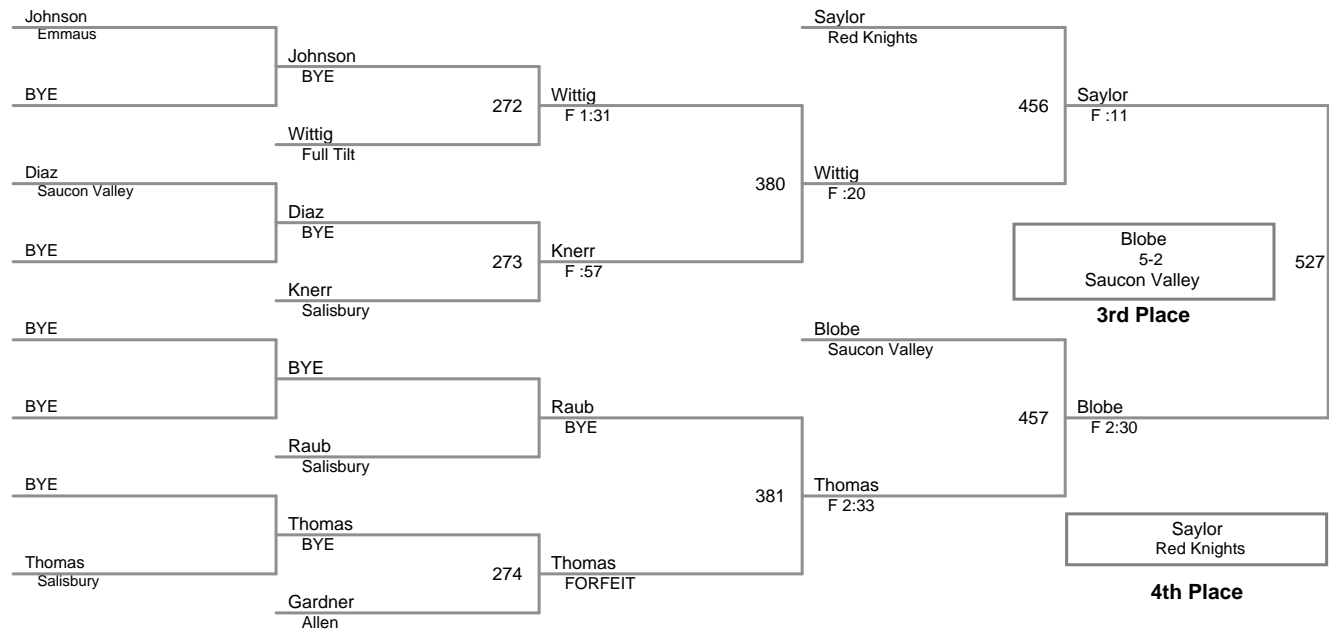 Johnson
Emmaus
BYE
Diaz
Saucon Valley
BYE
BYE
BYE
BYE
Thomas
Salisbury
Johnson
BYE
272
Wittig
Full Tilt
Diaz
BYE
273
Knerr
Salisbury
BYE
Raub
Salisbury
Thomas
BYE
274
Gardner
Allen
Wittig
F 1:31
380
Knerr
F :57
Raub
BYE
381
Thomas
FORFEIT
Saylor
Red Knights
456
Wittig
F :20
Blobe
Saucon Valley
457
Thomas
F 2:33
Saylor
F :11
527
Blobe
F 2:30
Blobe
5-2
Saucon Valley
3rd Place
Saylor
Red Knights
4th Place